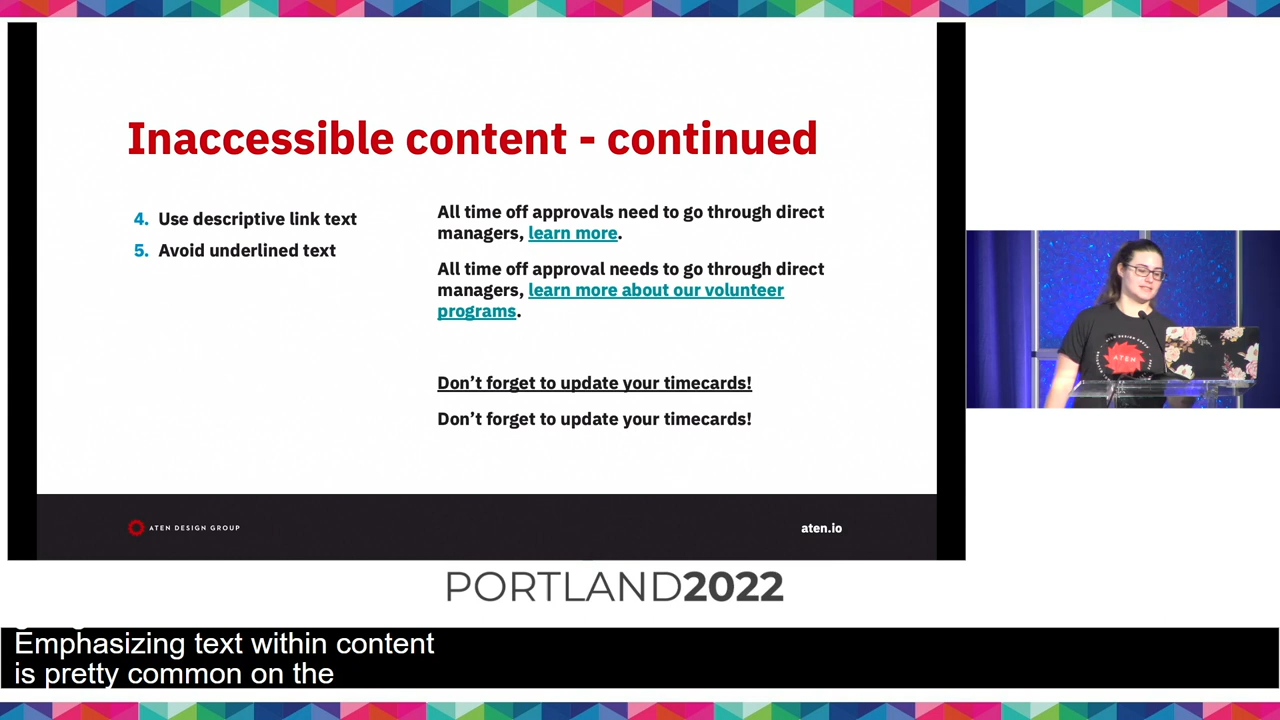 Inaccessible content - continued
4. Use descriptive link text
5. Avoid underlined text
All time off approvals need to go through direct
managers, learn more.
All time off approval needs to go through direct
managers, learn more about our volunteer
programs.
Don’t forget to update your timecards!
Don’t forget to update your timecards!
ATEN DESIGN GROUP
aten.io
ATEN
PORTLAND2022
Emphasizing text within content
is pretty common on the